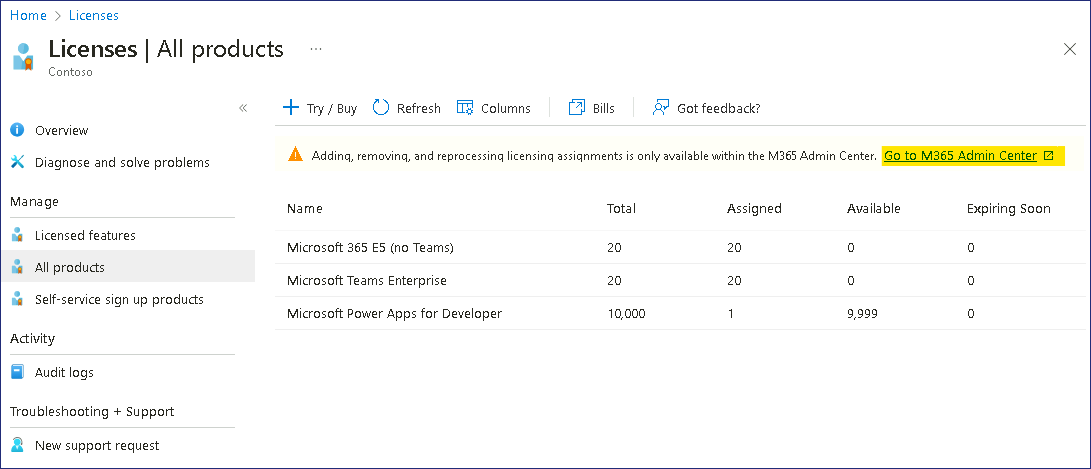 Home > Licenses
Licenses | All products ...
Contoso
«
Overview
Diagnose and solve problems
Manage
Licensed features
All products
Self-service sign up products
Activity
Audit logs
Troubleshooting + Support
New support request
Try / Buy Refresh Columns Bills Got feedback?
Adding, removing, and reprocessing licensing assignments is only available within the M365 Admin Center. Go to M365 Admin Center
Name Total Assigned Available Expiring Soon
Microsoft 365 E5 (no Teams) 20 20 0 0
Microsoft Teams Enterprise 20 20 0 0
Microsoft Power Apps for Developer 10,000 1 9,999 0